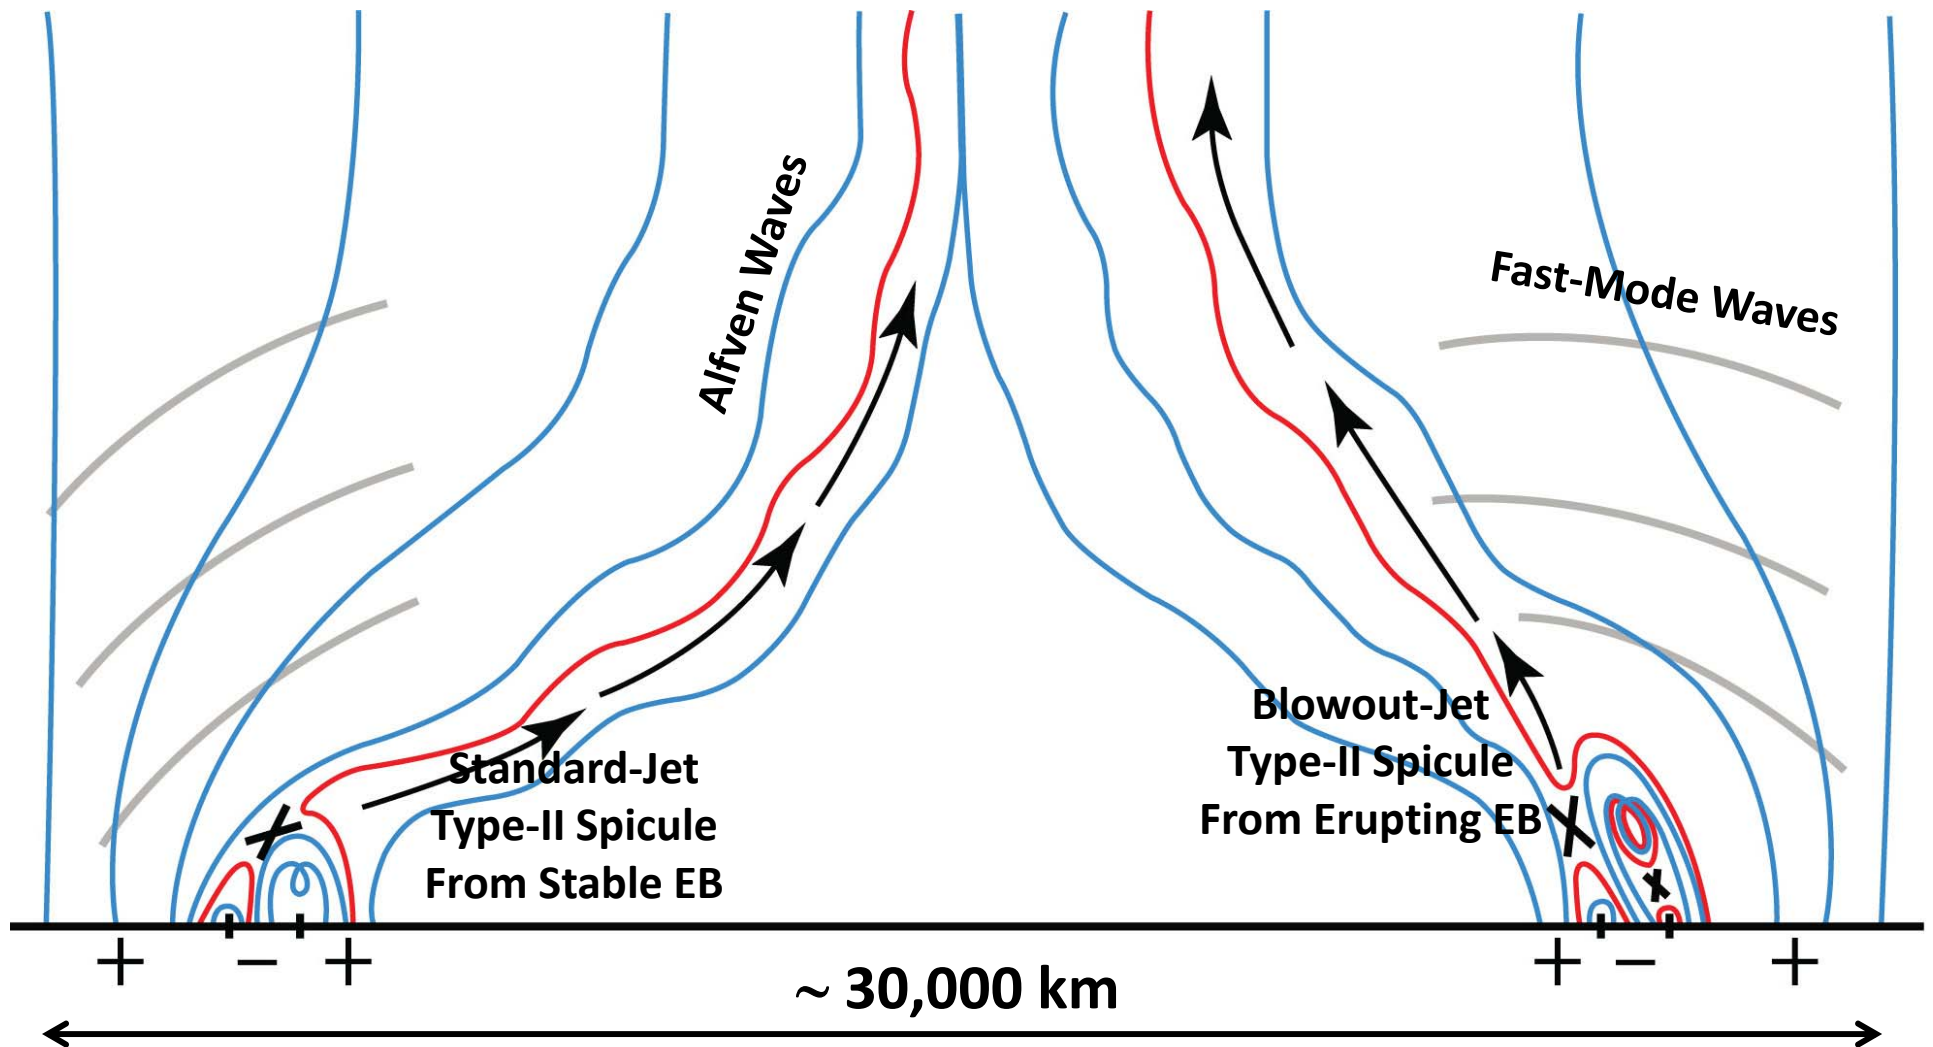 Alfven Waves
Fast-Mode Waves
Standard-Jet
Type-II Spicule
From Stable EB
Blowout-Jet
Type-II Spicule
From Erupting EB
+ − + + − +
~ 30,000 km